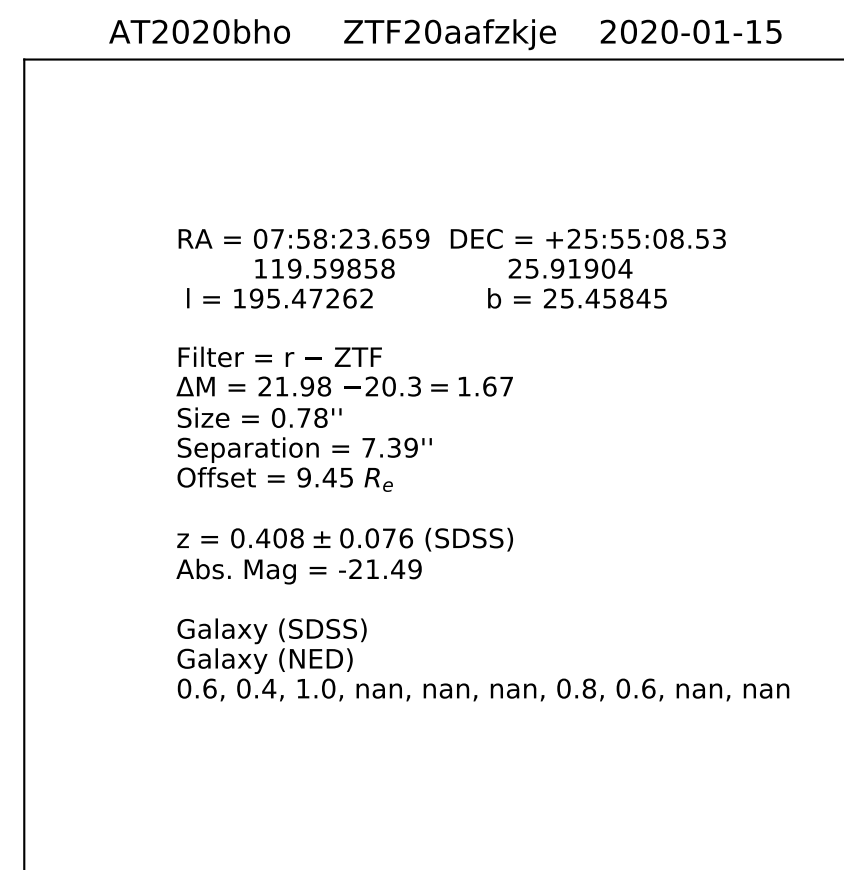 AT2020bho ZTF20aafzkje 2020-01-15
RA = 07:58:23.659 DEC = +25:55:08.53
119.59858 25.91904
l = 195.47262 b = 25.45845
Filter = r − ZTF
ΔM = 21.98 −20.3 = 1.67
Size = 0.78''
Separation = 7.39''
Offset = 9.45 Rₑ
z = 0.408 ± 0.076 (SDSS)
Abs. Mag = -21.49
Galaxy (SDSS)
Galaxy (NED)
0.6, 0.4, 1.0, nan, nan, nan, 0.8, 0.6, nan, nan